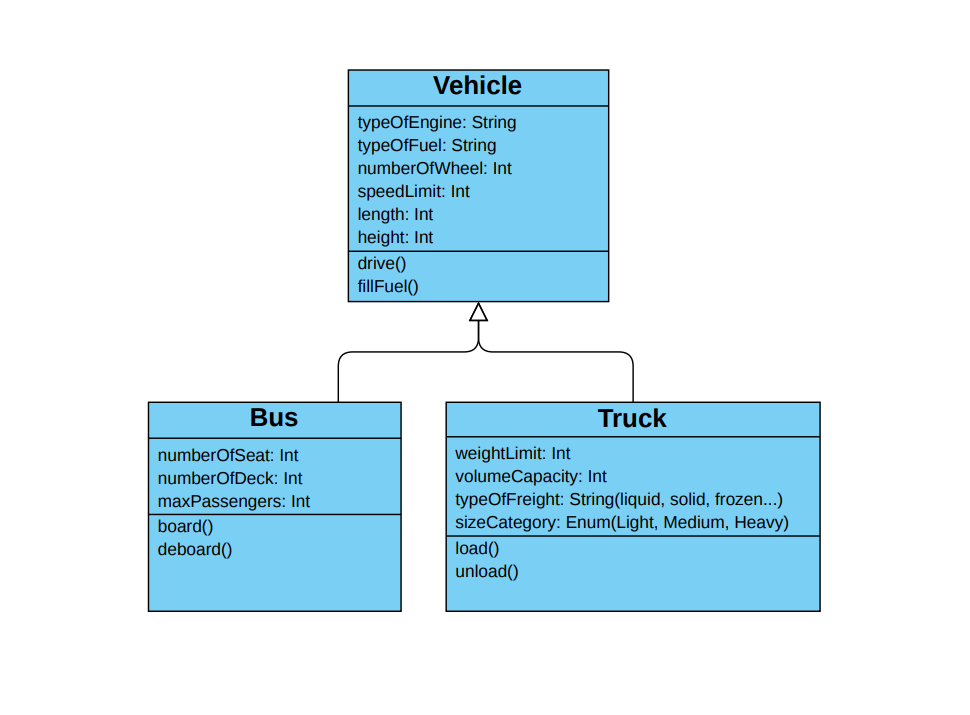 Vehicle
typeOfEngine: String
typeOfFuel: String
numberOfWheel: Int
speedLimit: Int
length: Int
height: Int
drive()
fillFuel()
Bus
numberOfSeat: Int
numberOfDeck: Int
maxPassengers: Int
board()
deboard()
Truck
weightLimit: Int
volumeCapacity: Int
typeOfFreight: String(liquid, solid, frozen...)
sizeCategory: Enum(Light, Medium, Heavy)
load()
unload()